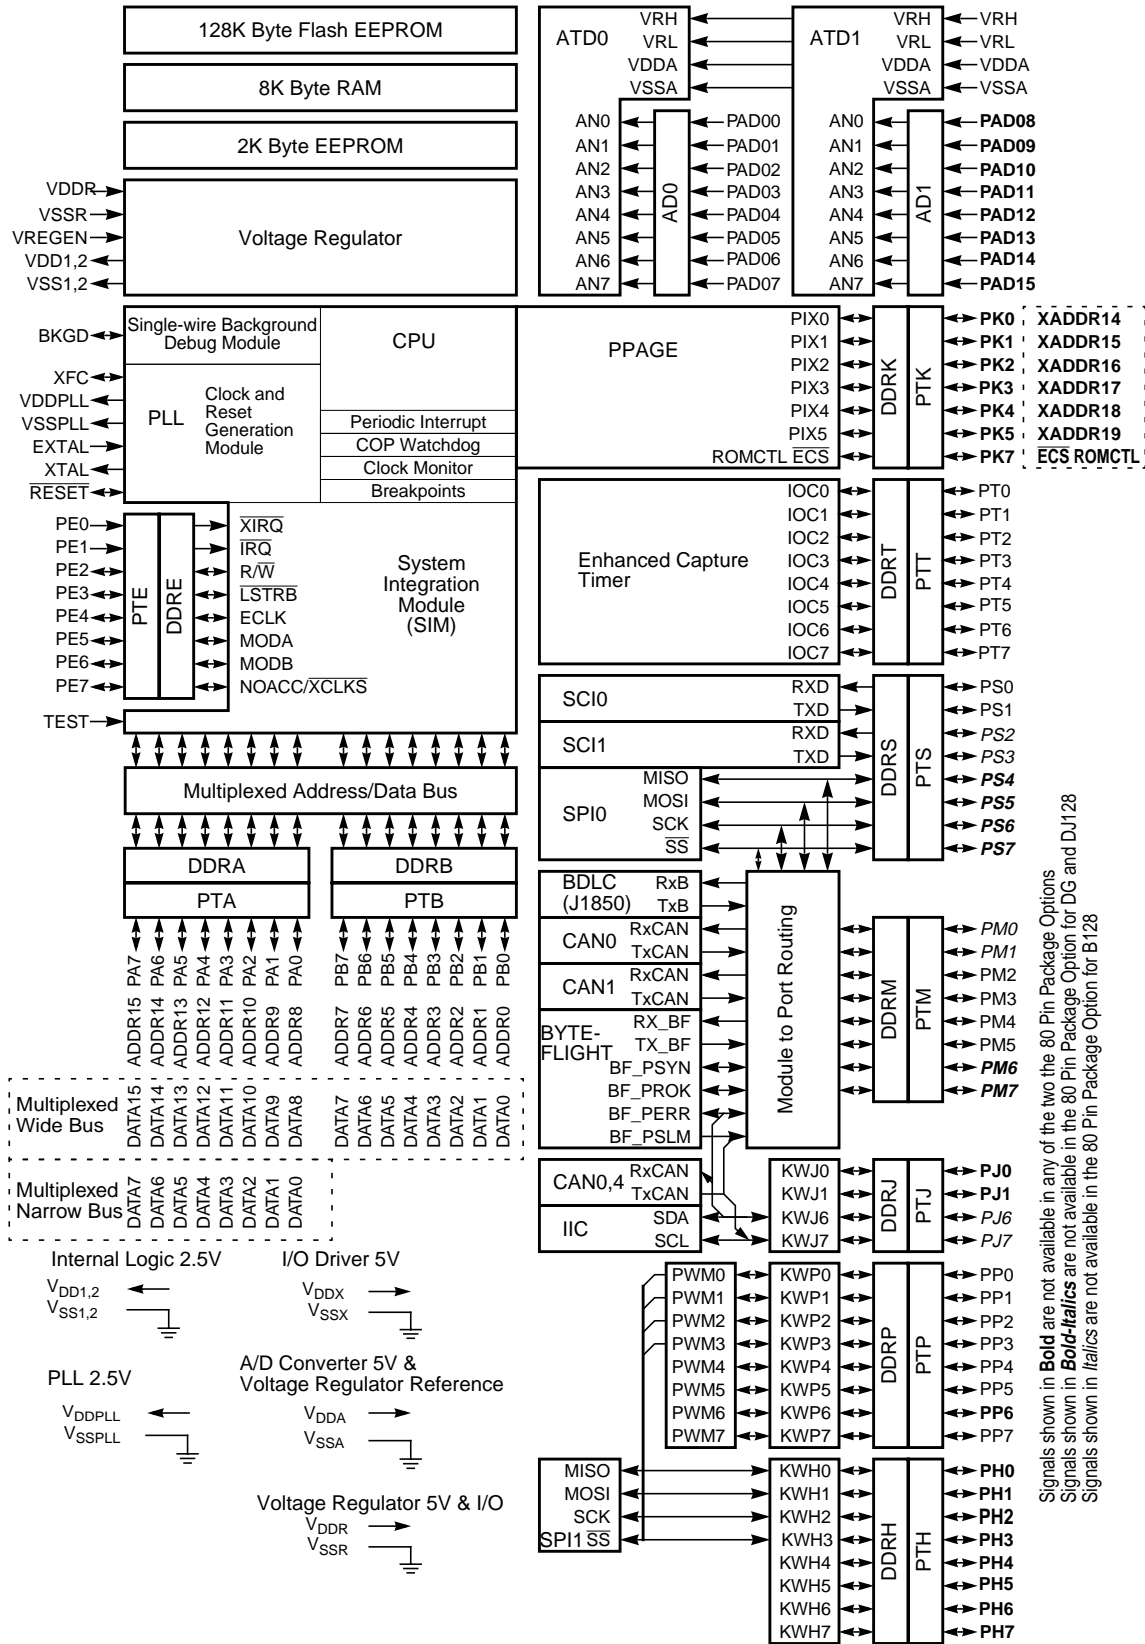 128K Byte Flash EEPROM
8K Byte RAM
2K Byte EEPROM
VDDR
VSSR
VREGEN
VDD1,2
VSS1,2
Voltage Regulator
ATD0
VRH
VRL
VDDA
VSSA
AN0
AN1
AN2
AN3
AN4
AN5
AN6
AN7
AD0
PAD00
PAD01
PAD02
PAD03
PAD04
PAD05
PAD06
PAD07
ATD1
VRH
VRL
VDDA
VSSA
VRH
VRL
VDDA
VSSA
AN0
AN1
AN2
AN3
AN4
AN5
AN6
AN7
AD1
PAD08
PAD09
PAD10
PAD11
PAD12
PAD13
PAD14
PAD15
BKGD
XFC
VDDPLL
VSSPLL
EXTAL
XTAL
RESET
Single-wire Background
Debug Module
CPU
PLL
Clock and
Reset
Generation
Module
Periodic Interrupt
COP Watchdog
Clock Monitor
Breakpoints
PPAGE
PIX0
PIX1
PIX2
PIX3
PIX4
PIX5
ROMCTL ECS
DDRK
PTK
PK0 XADDR14
PK1 XADDR15
PK2 XADDR16
PK3 XADDR17
PK4 XADDR18
PK5 XADDR19
PK7 ECS ROMCTL
PE0
PE1
PE2
PE3
PE4
PE5
PE6
PE7
TEST
PTE
DDRE
XIRQ
IRQ
R/W
LSTRB
ECLK
MODA
MODB
NOACC/XCLKS
System
Integration
Module
(SIM)
Enhanced Capture
Timer
IOC0
IOC1
IOC2
IOC3
IOC4
IOC5
IOC6
IOC7
DDRT
PTT
PT0
PT1
PT2
PT3
PT4
PT5
PT6
PT7
SCI0
RXD
TXD
SCI1
RXD
TXD
SPI0
MISO
MOSI
SCK
SS
DDRS
PTS
PS0
PS1
PS2
PS3
PS4
PS5
PS6
PS7
Multiplexed Address/Data Bus
DDRA
PTA
DDRB
PTB
PA7
PA6
PA5
PA4
PA3
PA2
PA1
PA0
PB7
PB6
PB5
PB4
PB3
PB2
PB1
PB0
ADDR15
ADDR14
ADDR13
ADDR12
ADDR11
ADDR10
ADDR9
ADDR8
ADDR7
ADDR6
ADDR5
ADDR4
ADDR3
ADDR2
ADDR1
ADDR0
Multiplexed
Wide Bus
DATA15
DATA14
DATA13
DATA12
DATA11
DATA10
DATA9
DATA8
DATA7
DATA6
DATA5
DATA4
DATA3
DATA2
DATA1
DATA0
Multiplexed
Narrow Bus
DATA7
DATA6
DATA5
DATA4
DATA3
DATA2
DATA1
DATA0
BDLC
(J1850)
RxB
TxB
CAN0
RxCAN
TxCAN
CAN1
RxCAN
TxCAN
BYTE-
FLIGHT
RX_BF
TX_BF
BF_PSYN
BF_PROK
BF_PERR
BF_PSLM
Module to Port Routing
DDRM
PTM
PM0
PM1
PM2
PM3
PM4
PM5
PM6
PM7
CAN0,4
RxCAN
TxCAN
IIC
SDA
SCL
KWJ0
KWJ1
KWJ6
KWJ7
DDRJ
PTJ
PJ0
PJ1
PJ6
PJ7
PWM0
PWM1
PWM2
PWM3
PWM4
PWM5
PWM6
PWM7
KWP0
KWP1
KWP2
KWP3
KWP4
KWP5
KWP6
KWP7
DDRP
PTP
PP0
PP1
PP2
PP3
PP4
PP5
PP6
PP7
MISO
MOSI
SCK
SPI1 SS
KWH0
KWH1
KWH2
KWH3
KWH4
KWH5
KWH6
KWH7
DDRH
PTH
PH0
PH1
PH2
PH3
PH4
PH5
PH6
PH7
Internal Logic 2.5V
VDD1,2
VSS1,2
I/O Driver 5V
VDDX
VSSX
PLL 2.5V
VDDPLL
VSSPLL
A/D Converter 5V &
Voltage Regulator Reference
VDDA
VSSA
Voltage Regulator 5V & I/O
VDDR
VSSR
Signals shown in Bold are not available in any of the two the 80 Pin Package Options
Signals shown in Bold-Italics are not available in the 80 Pin Package Option for DG and DJ128
Signals shown in Italics are not available in the 80 Pin Package Option for B128